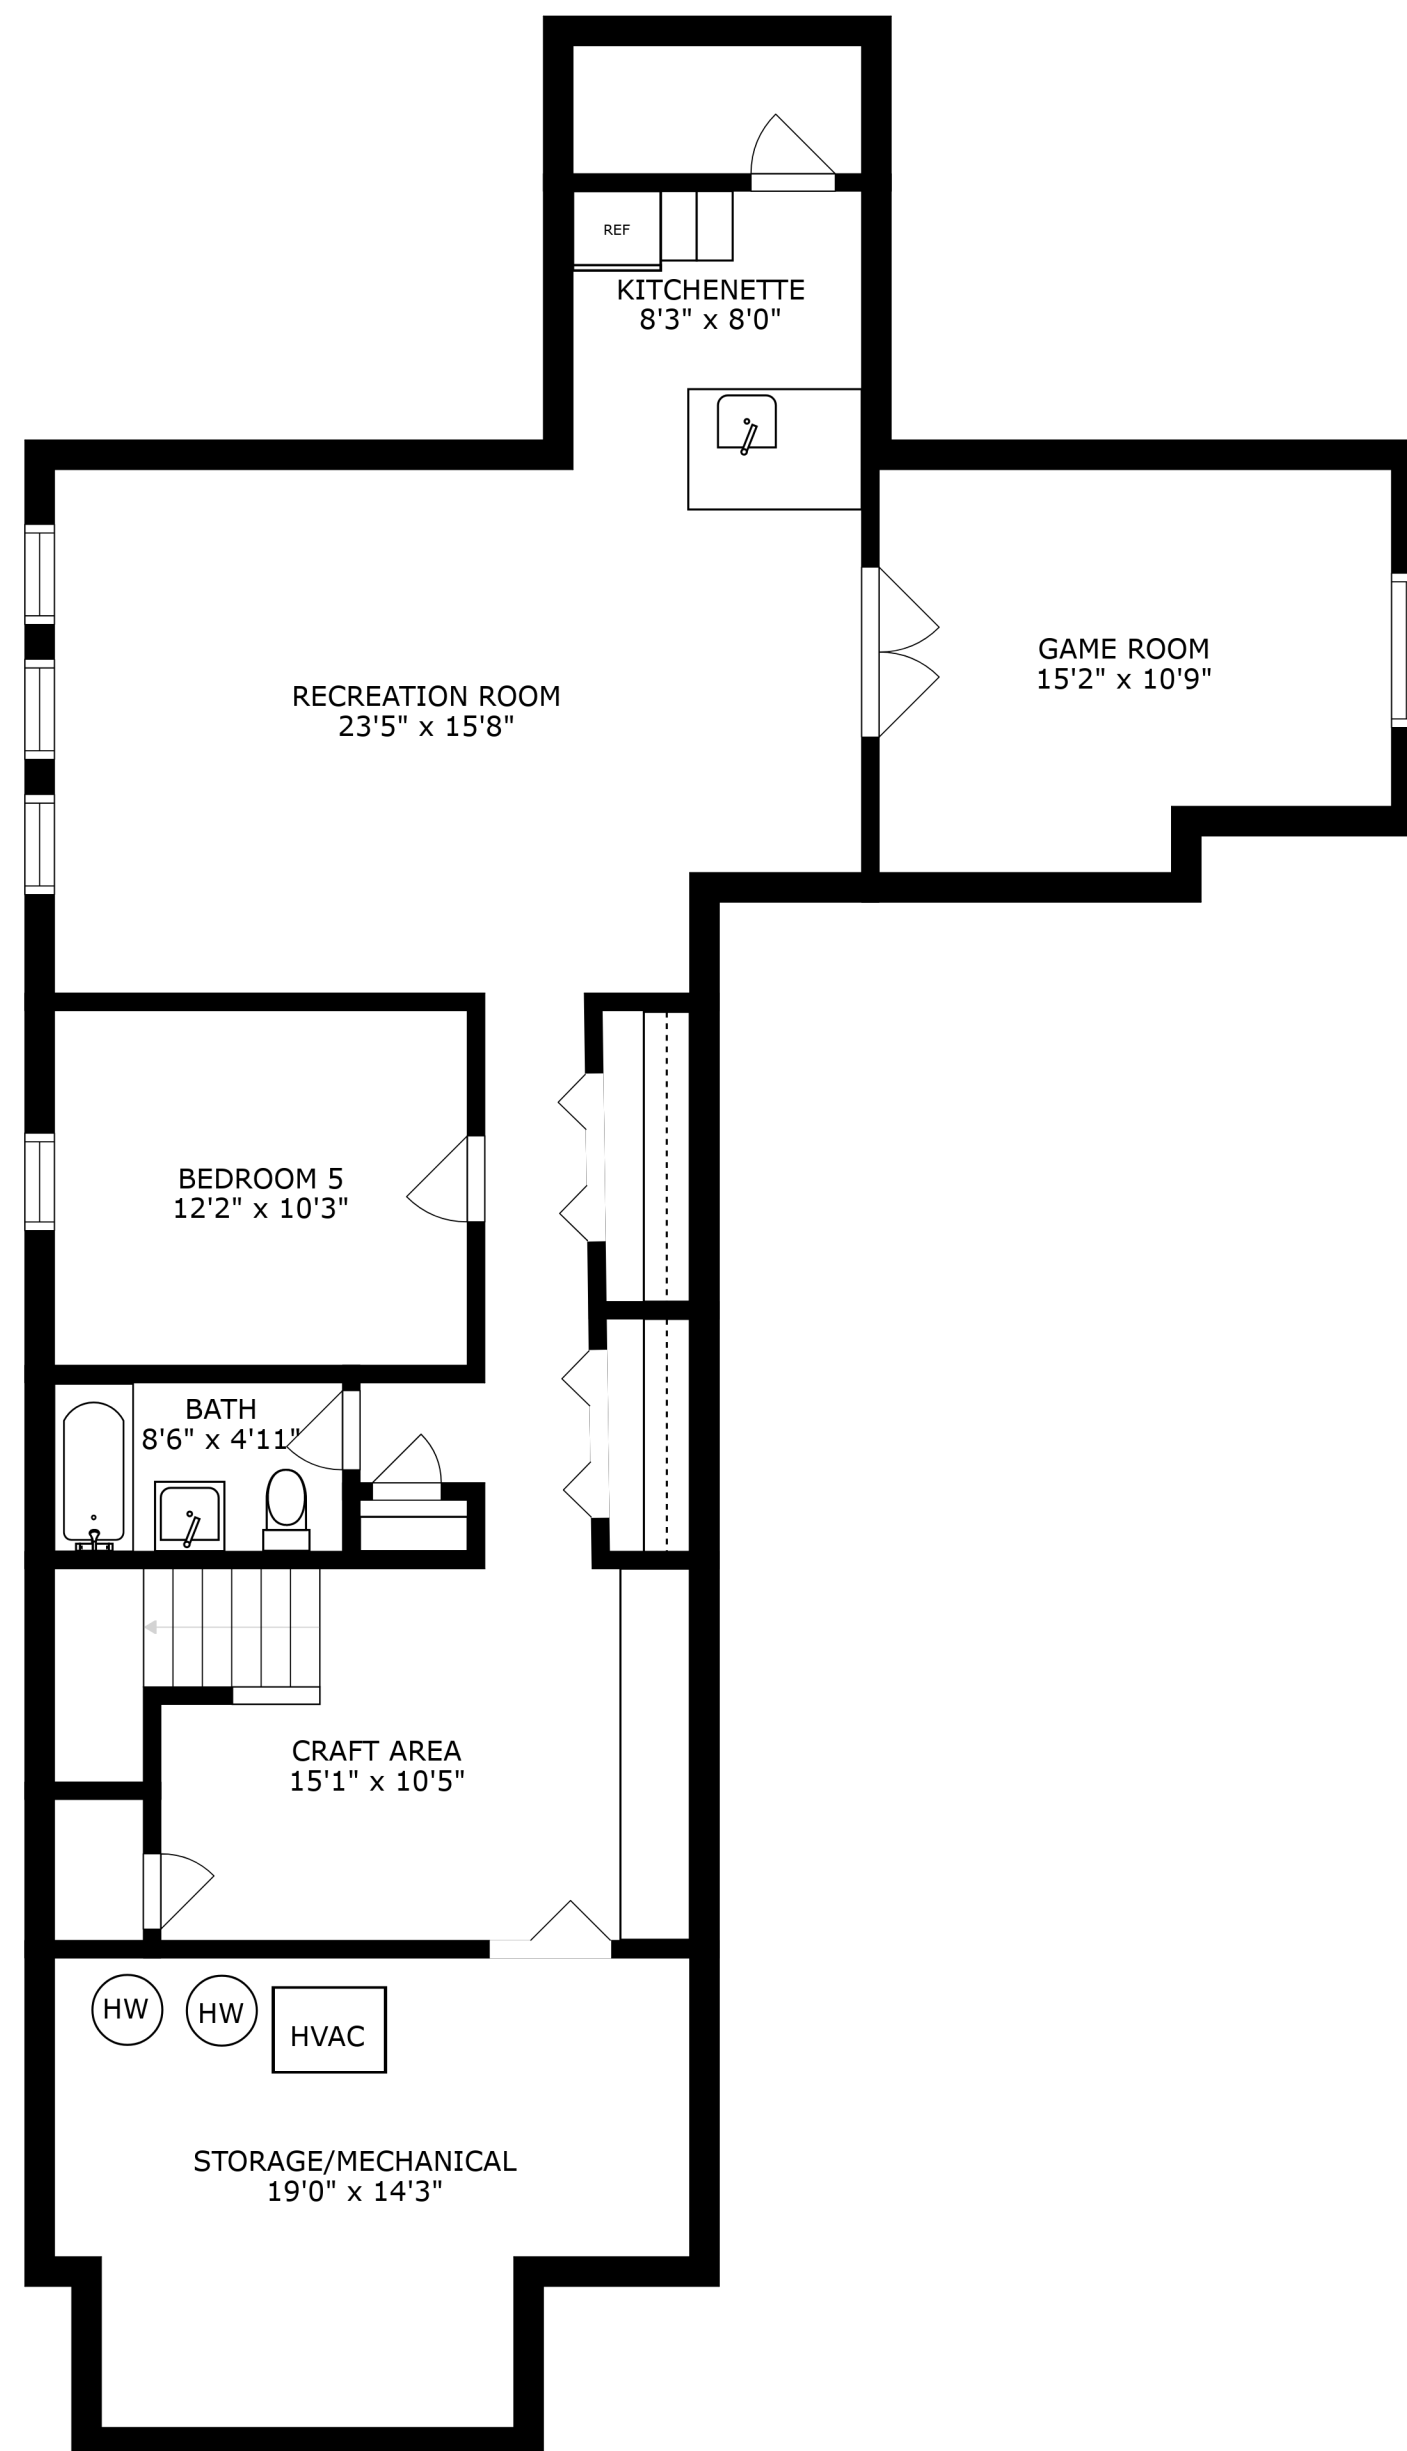 REF
KITCHENETTE
8'3" x 8'0"
GAME ROOM
15'2" x 10'9"
RECREATION ROOM
23'5" x 15'8"
BEDROOM 5
12'2" x 10'3"
BATH
8'6" x 4'11"
CRAFT AREA
15'1" x 10'5"
HW
HW
HVAC
STORAGE/MECHANICAL
19'0" x 14'3"